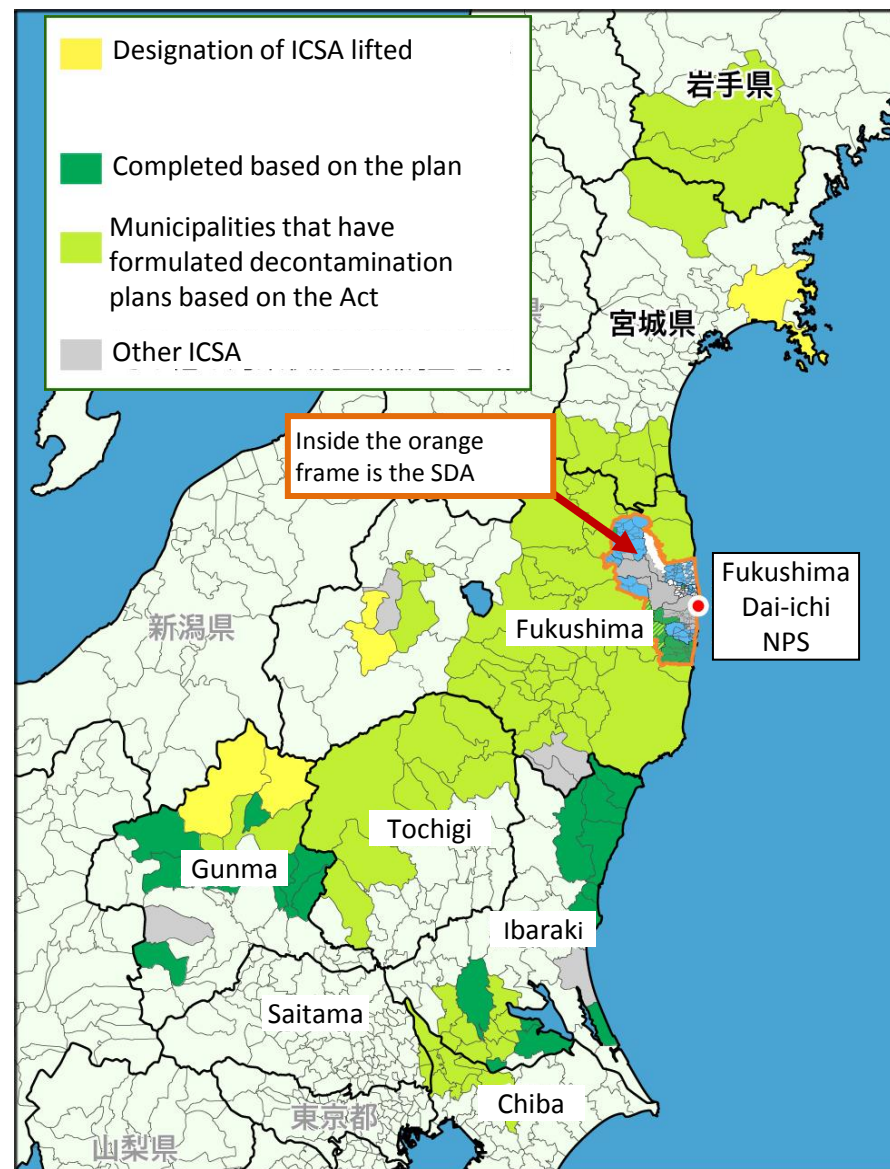 Designation of ICSA lifted
Completed based on the plan
Municipalities that have
formulated decontamination
plans based on the Act
Other ICSA
岩手県
県
宮城県
Inside the orange
frame is the SDA
Fukushima
Dai-ichi
NPS
Fukushima
新潟県
Tochigi
Gunma
Ibaraki
Saitama
Chiba
東京都
山梨県